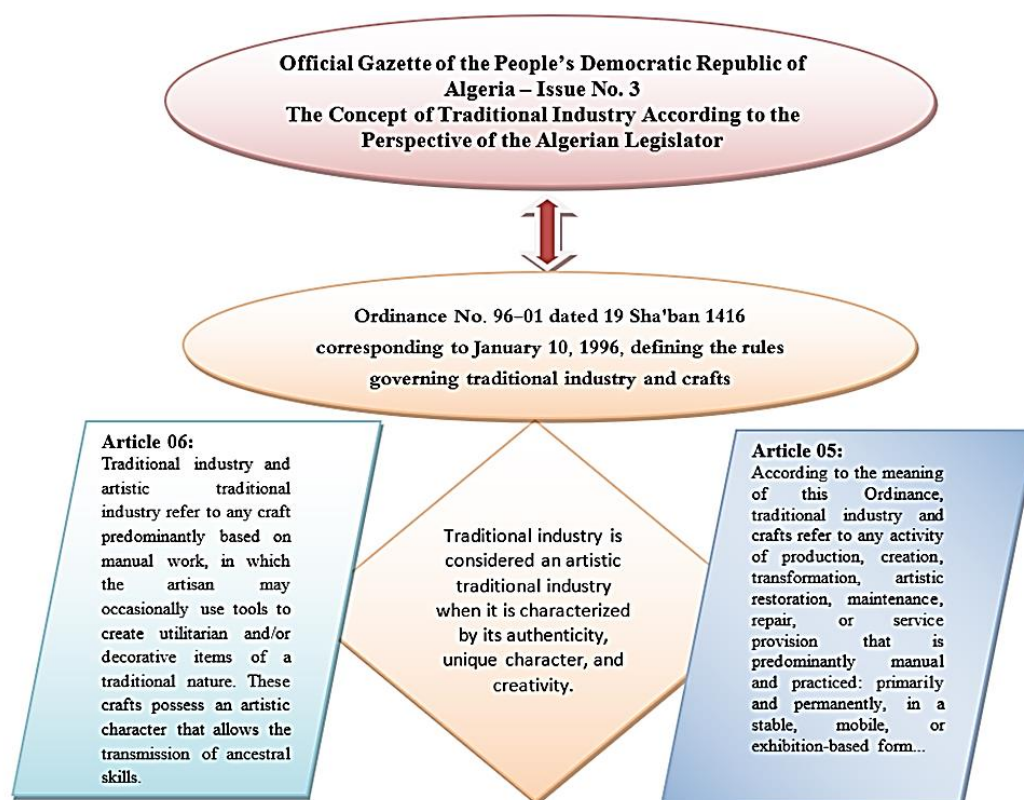 Official Gazette of the People's Democratic Republic of
Algeria – Issue No. 3
The Concept of Traditional Industry According to the
Perspective of the Algerian Legislator
Ordinance No. 96–01 dated 19 Sha'ban 1416
corresponding to January 10, 1996, defining the rules
governing traditional industry and crafts
Article 06:
Traditional industry and
artistic traditional
industry refer to any craft
predominantly based on
manual work, in which
the artisan may
occasionally use tools to
create utilitarian and/or
decorative items of a
traditional nature. These
crafts possess an artistic
character that allows the
transmission of ancestral
skills.
Traditional industry is
considered an artistic
traditional industry
when it is characterized
by its authenticity,
unique character, and
creativity.
Article 05:
According to the meaning
of this Ordinance,
traditional industry and
crafts refer to any activity
of production, creation,
transformation, artistic
restoration, maintenance,
repair, or service
provision that is
predominantly manual
and practiced: primarily
and permanently, in a
stable, mobile, or
exhibition-based form...